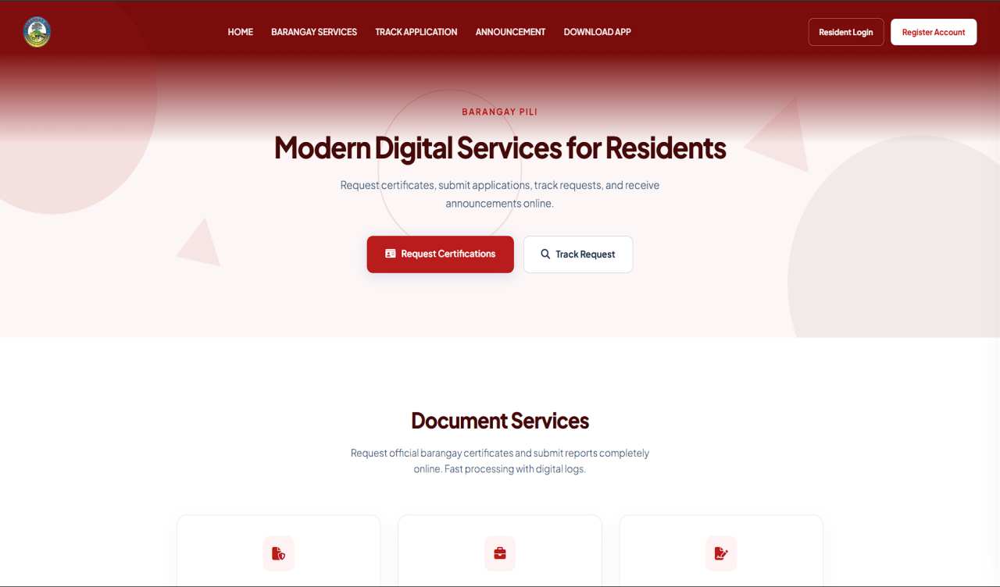 HOME
BARANGAY SERVICES
TRACK APPLICATION
ANNOUNCEMENT
DOWNLOAD APP
Resident Login
Register Account
BARANGAY PILI
Modern Digital Services for Residents
Request certificates, submit applications, track requests, and receive
announcements online.
Request Certifications
Track Request
Document Services
Request official barangay certificates and submit reports completely
online. Fast processing with digital logs.